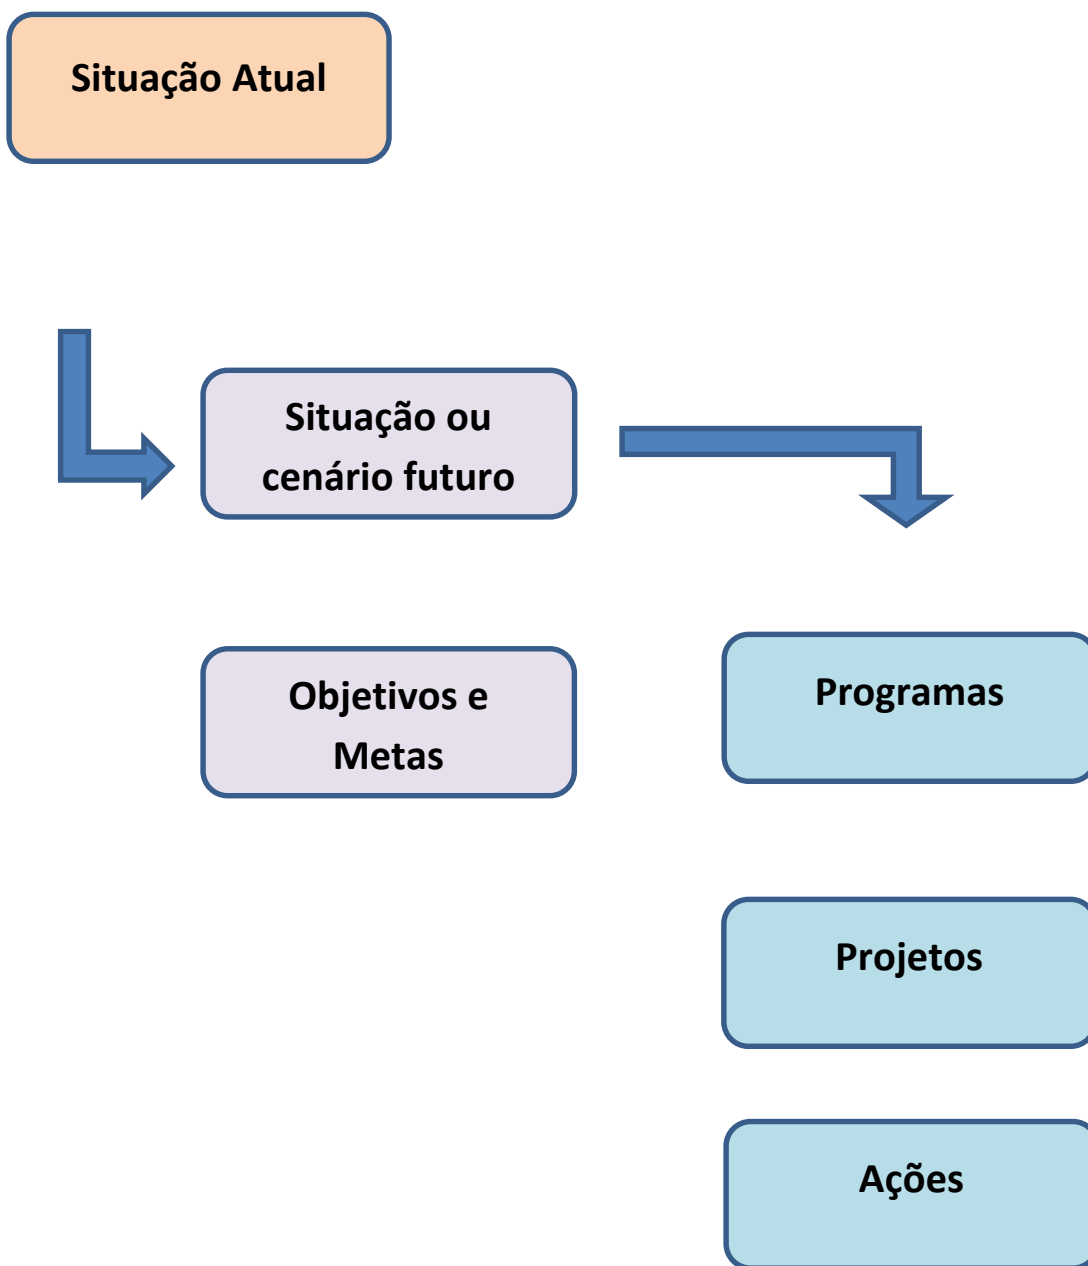 Situação Atual
Situação ou
cenário futuro
Objetivos e
Metas
Programas
Projetos
Ações